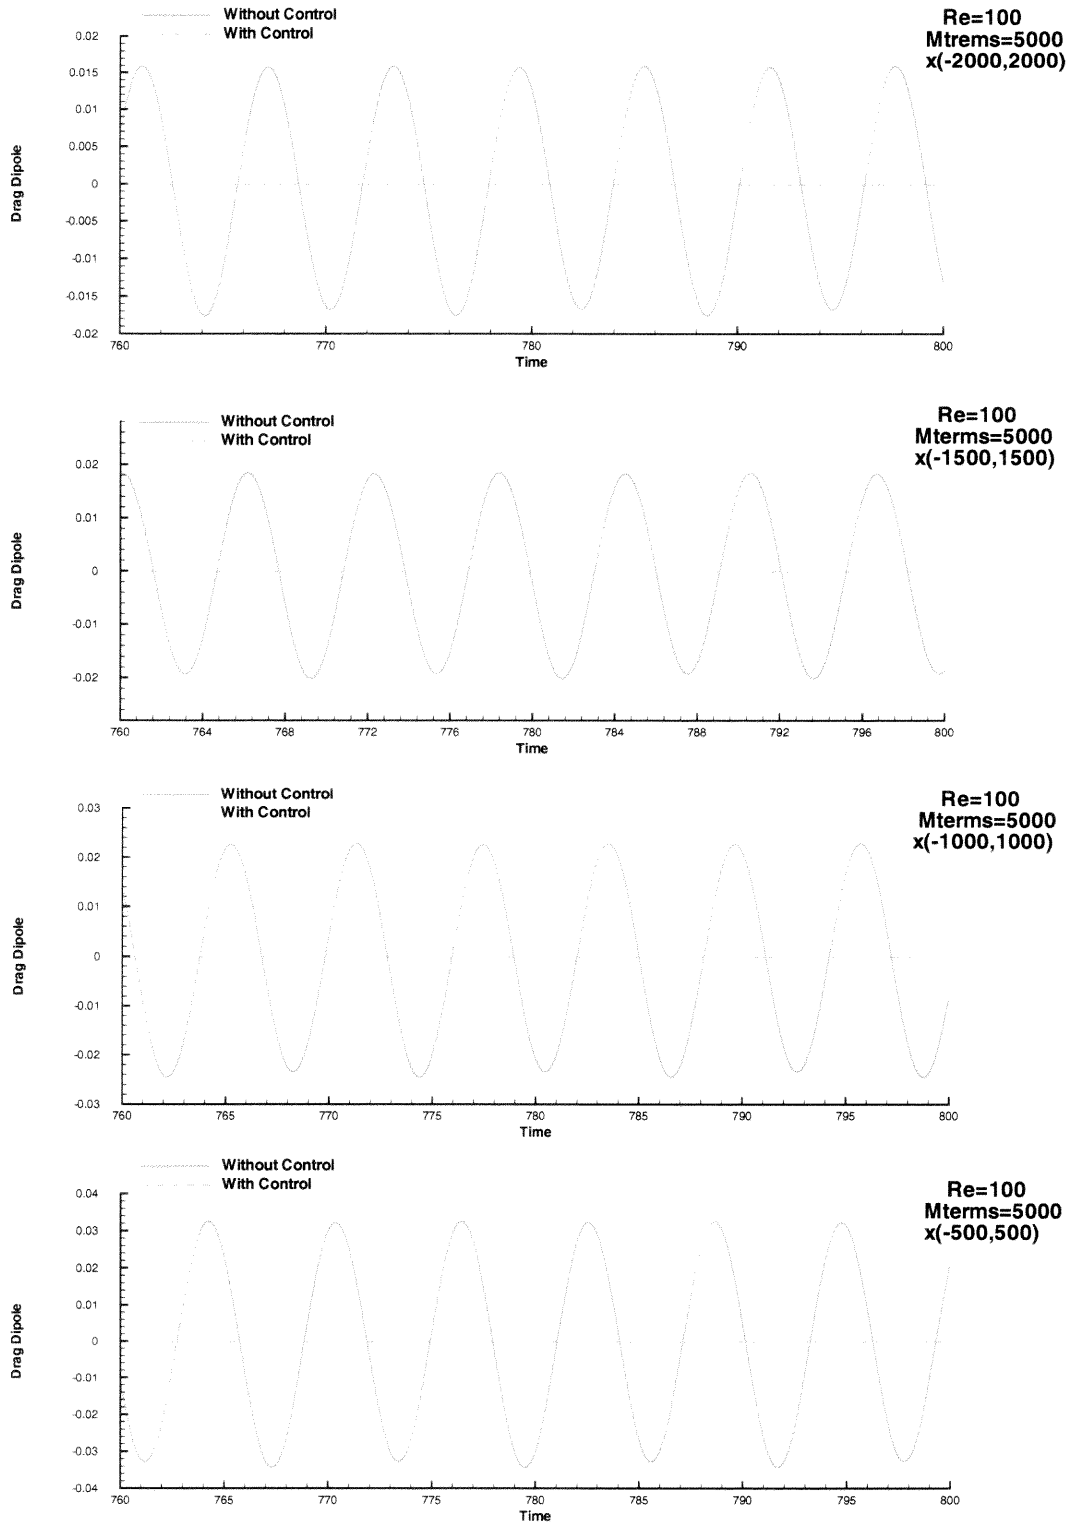 Without Control
With Control
Re=100
Mtrems=5000
x(-2000,2000)
0.02
0.015
0.01
0.005
0
-0.005
-0.01
-0.015
-0.02
Drag Dipole
760 770 780 790 800
Time
Without Control
With Control
Re=100
Mterms=5000
x(-1500,1500)
0.02
0.01
0
-0.01
-0.02
Drag Dipole
760 764 768 772 776 780 784 788 792 796 800
Time
Without Control
With Control
Re=100
Mterms=5000
x(-1000,1000)
0.03
0.02
0.01
0
-0.01
-0.02
-0.03
Drag Dipole
760 765 770 775 780 785 790 795 800
Time
Without Control
With Control
Re=100
Mterms=5000
x(-500,500)
0.04
0.03
0.02
0.01
0
-0.01
-0.02
-0.03
-0.04
Drag Dipole
760 765 770 775 780 785 790 795 800
Time